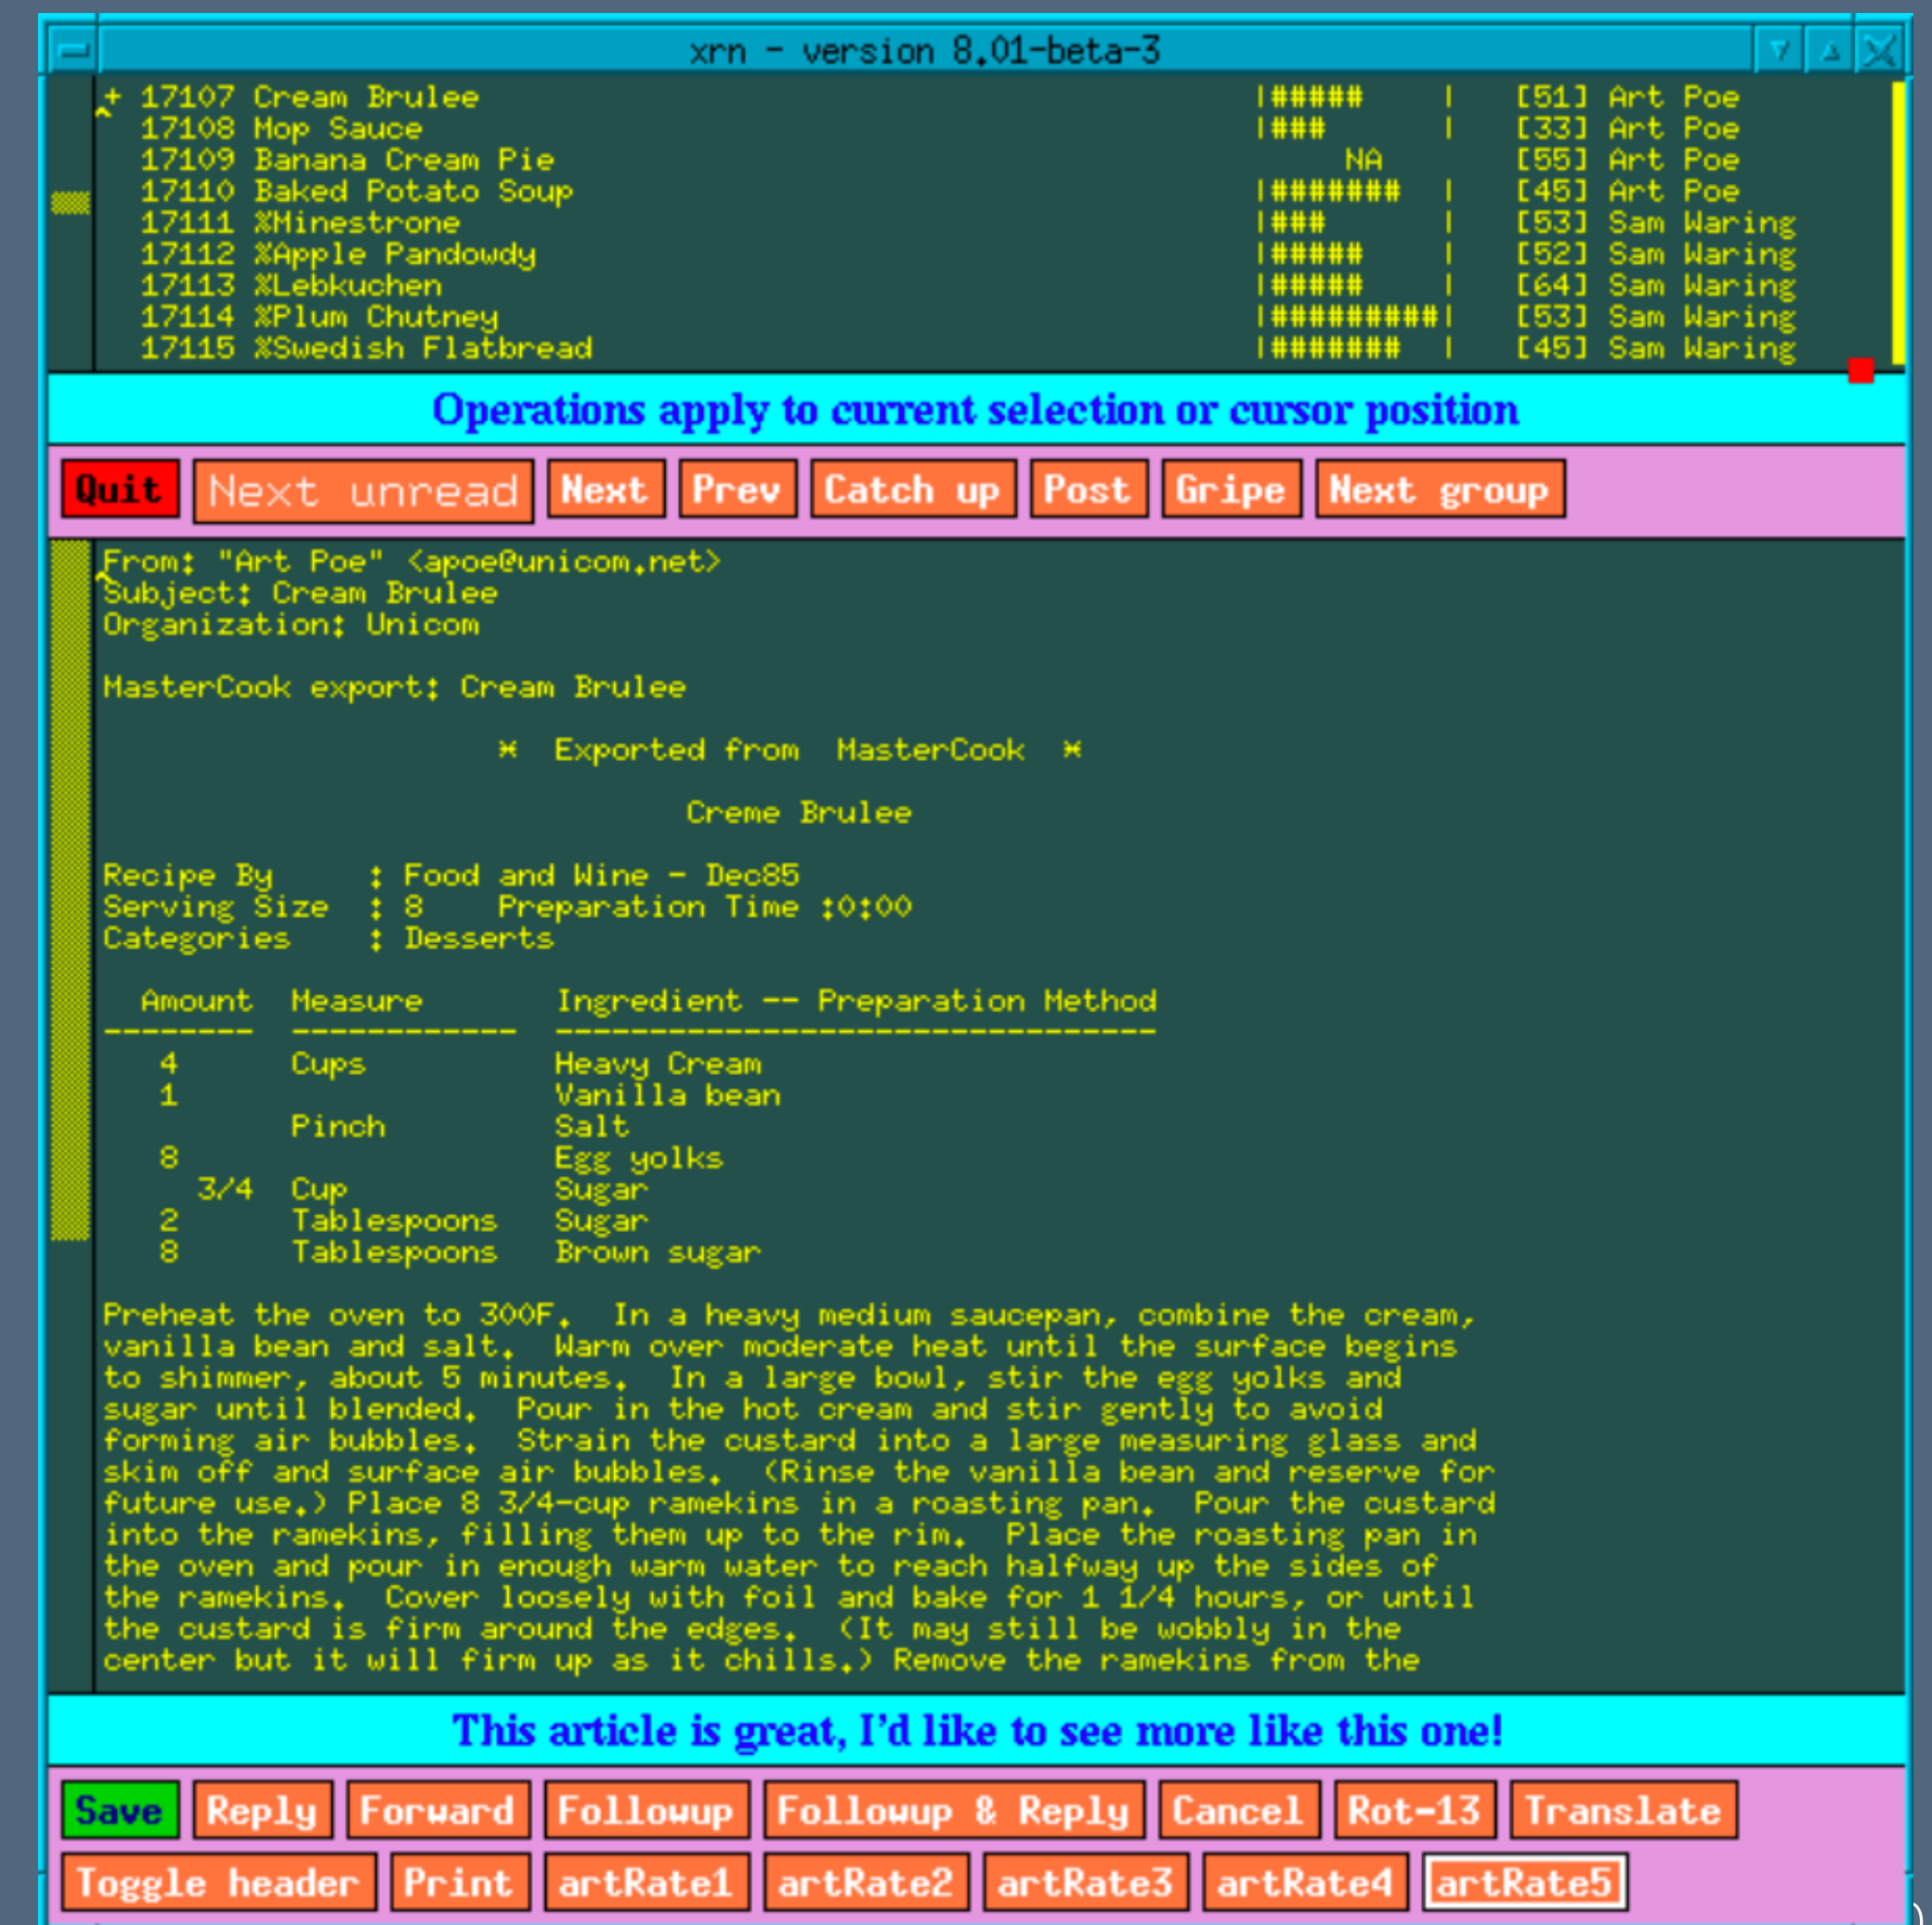 xrn - version 8.01-beta-3
+ 17107 Cream Brulee |##### | [51] Art Poe
17108 Mop Sauce |### | [33] Art Poe
17109 Banana Cream Pie NA [55] Art Poe
17110 Baked Potato Soup |####### | [45] Art Poe
17111 %Minestrone |### | [53] Sam Waring
17112 %Apple Pandowdy |##### | [52] Sam Waring
17113 %Lebkuchen |##### | [64] Sam Waring
17114 %Plum Chutney |#########| [53] Sam Waring
17115 %Swedish Flatbread |####### | [45] Sam Waring
Operations apply to current selection or cursor position
Quit Next unread Next Prev Catch up Post Gripe Next group
From: "Art Poe" <apoe@unicom.net>
Subject: Cream Brulee
Organization: Unicom
MasterCook export: Cream Brulee
* Exported from MasterCook *
Creme Brulee
Recipe By : Food and Wine - Dec85
Serving Size : 8 Preparation Time :0:00
Categories : Desserts
Amount Measure Ingredient -- Preparation Method
-------- ------------ --------------------------------
4 Cups Heavy Cream
1 Vanilla bean
Pinch Salt
8 Egg yolks
3/4 Cup Sugar
2 Tablespoons Sugar
8 Tablespoons Brown sugar
Preheat the oven to 300F. In a heavy medium saucepan, combine the cream,
vanilla bean and salt. Warm over moderate heat until the surface begins
to shimmer, about 5 minutes. In a large bowl, stir the egg yolks and
sugar until blended. Pour in the hot cream and stir gently to avoid
forming air bubbles. Strain the custard into a large measuring glass and
skim off and surface air bubbles. (Rinse the vanilla bean and reserve for
future use.) Place 8 3/4-cup ramekins in a roasting pan. Pour the custard
into the ramekins, filling them up to the rim. Place the roasting pan in
the oven and pour in enough warm water to reach halfway up the sides of
the ramekins. Cover loosely with foil and bake for 1 1/4 hours, or until
the custard is firm around the edges. (It may still be wobbly in the
center but it will firm up as it chills.) Remove the ramekins from the
This article is great, I'd like to see more like this one!
Save Reply Forward Followup Followup & Reply Cancel Rot-13 Translate
Toggle header Print artRate1 artRate2 artRate3 artRate4 artRate5